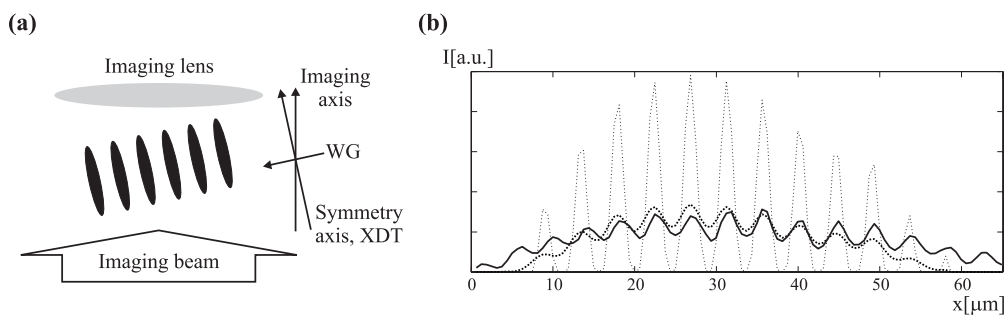 (a)
Imaging lens
Imaging
axis
WG
Symmetry
axis, XDT
Imaging beam
(b)
I[a.u.]
0 10 20 30 40 50 60
x[μm]